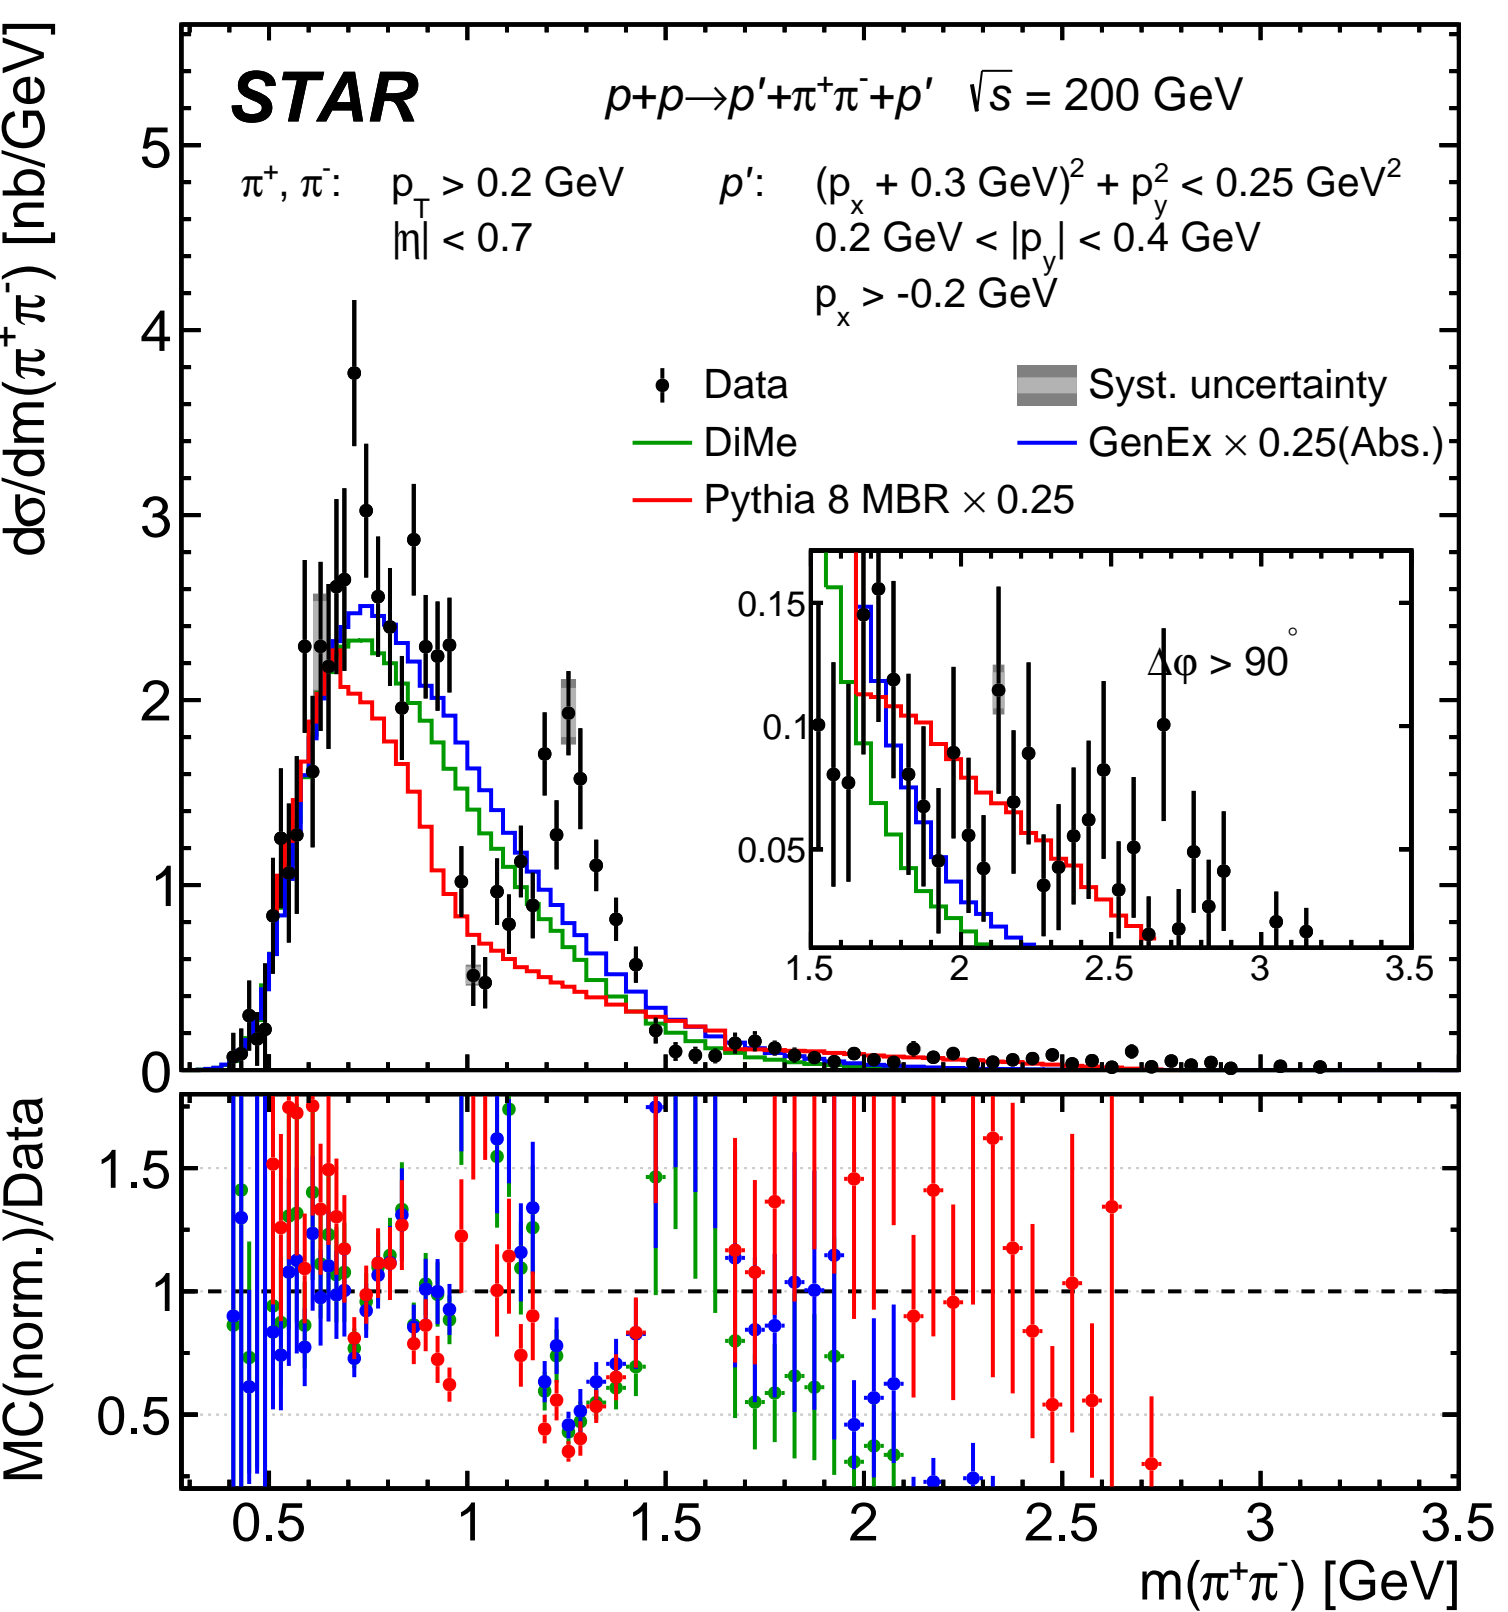 dσ/dm(π⁺π⁻) [nb/GeV]
STAR
p+p→p′+π⁺π⁻+p′ √s = 200 GeV
π⁺, π⁻: p_T > 0.2 GeV p′: (p_x + 0.3 GeV)² + p_y² < 0.25 GeV²
|η| < 0.7 0.2 GeV < |p_y| < 0.4 GeV
p_x > -0.2 GeV
Data Syst. uncertainty
DiMe GenEx × 0.25(Abs.)
Pythia 8 MBR × 0.25
5
4
3
2
1
0
0.15
0.1
0.05
Δφ > 90°
1.5 2 2.5 3 3.5
MC(norm.)/Data
1.5
1
0.5
0.5 1 1.5 2 2.5 3 3.5
m(π⁺π⁻) [GeV]